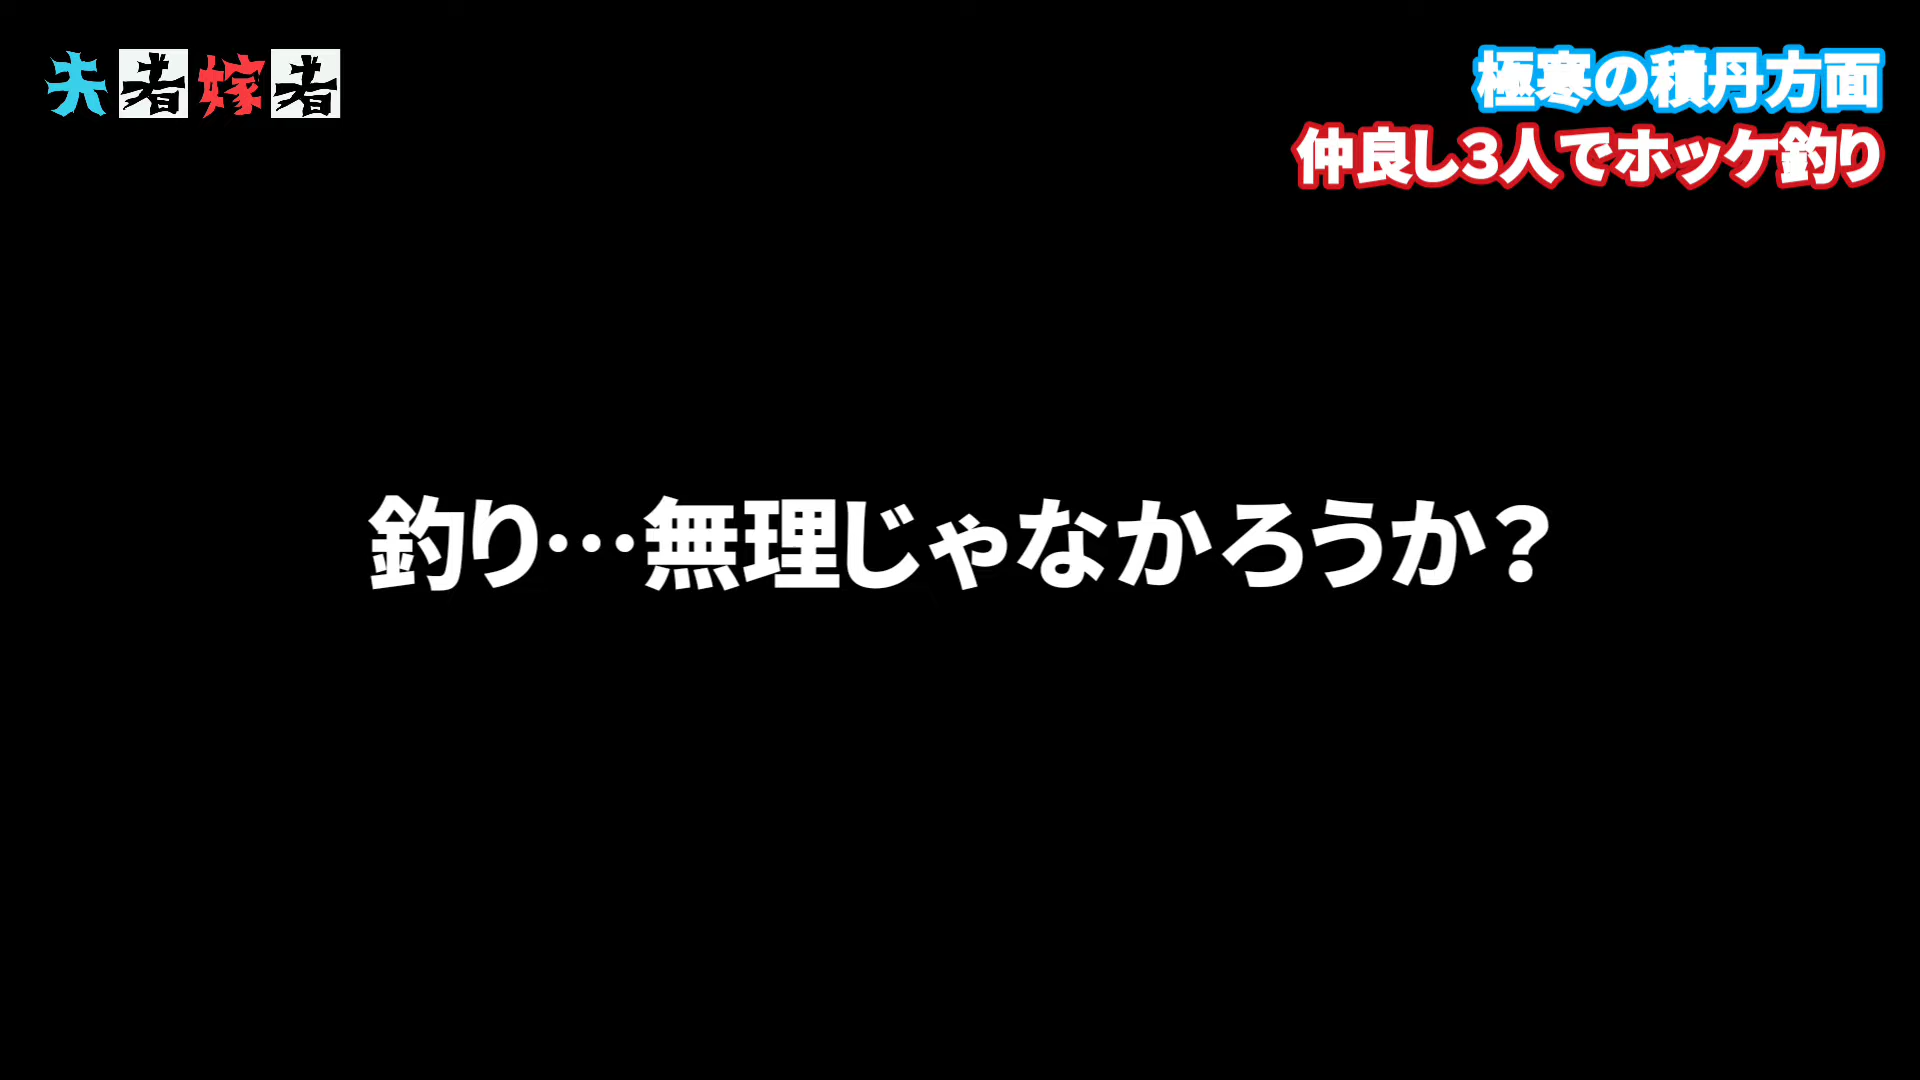 夫者嫁者
極寒の積丹方面
仲良し3人でホッケ釣り
釣り…無理じゃなかろうか？